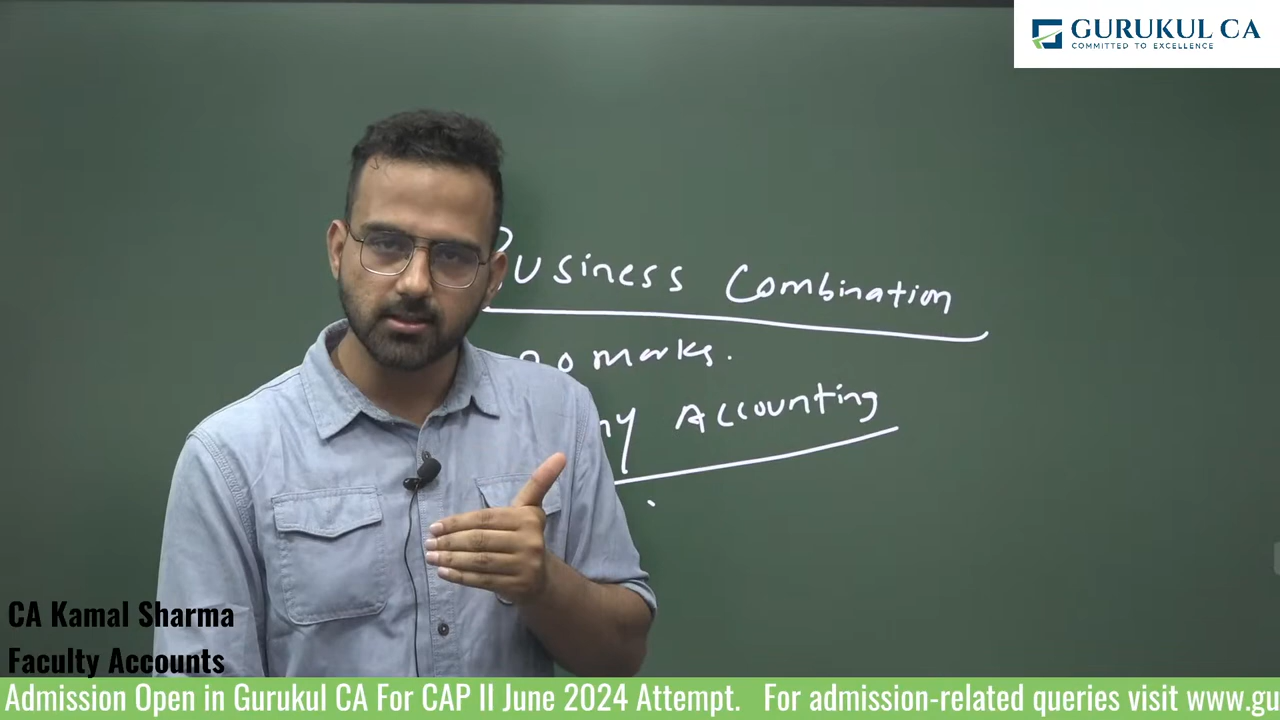 GURUKUL CA
COMMITTED TO EXCELLENCE
Business Combination
marks.
Accounting
CA Kamal Sharma
Faculty Accounts
Admission Open in Gurukul CA For CAP II June 2024 Attempt. For admission-related queries visit www.gu